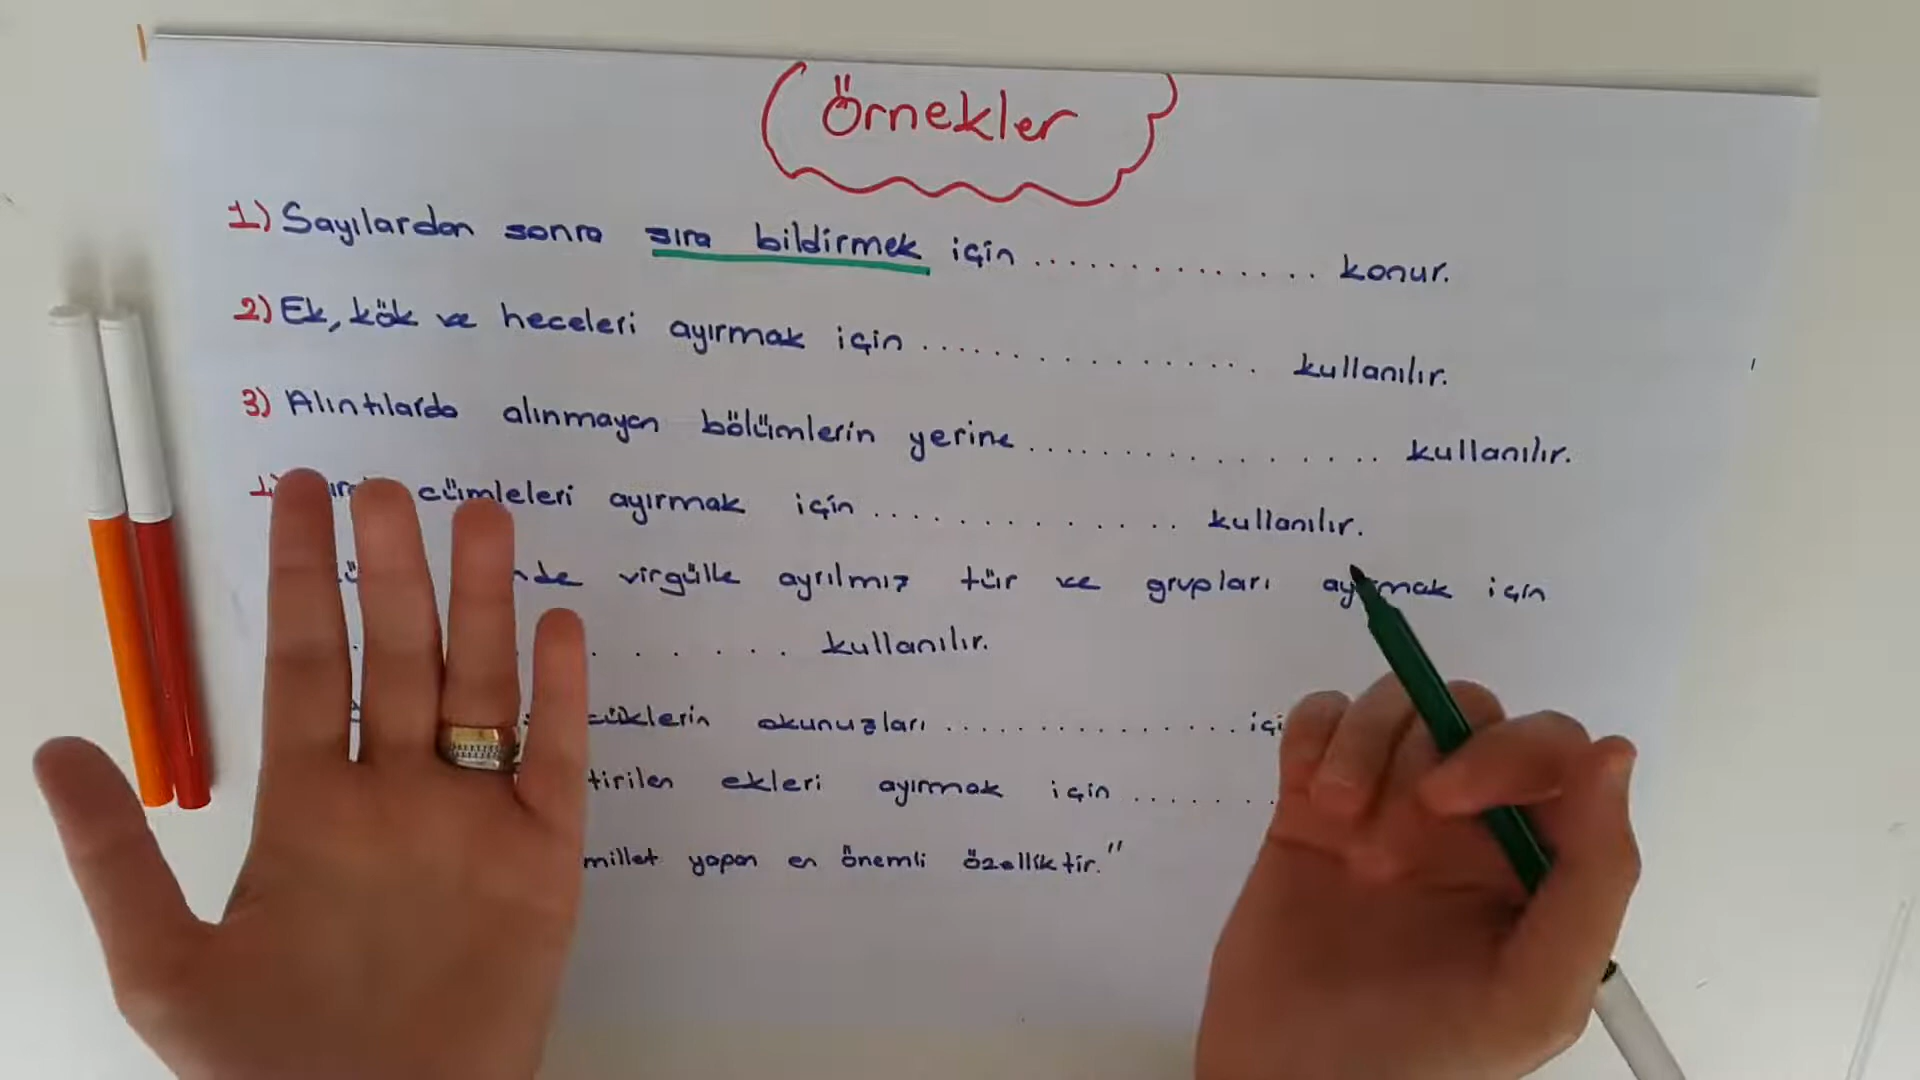 Örnekler
1) Sayılardan sonra sıra bildirmek için .............. konur.
2) Ek, kök ve heceleri ayırmak için ................ kullanılır.
3) Alıntılarda alınmayan bölümlerin yerine ................ kullanılır.
cümleleri ayırmak için ............. kullanılır.
virgülle ayrılmış tür ve grupları ayırmak için
....... kullanılır.
okunuşları ..............
ekleri ayırmak için .......
millet yapan en önemli özelliktir."